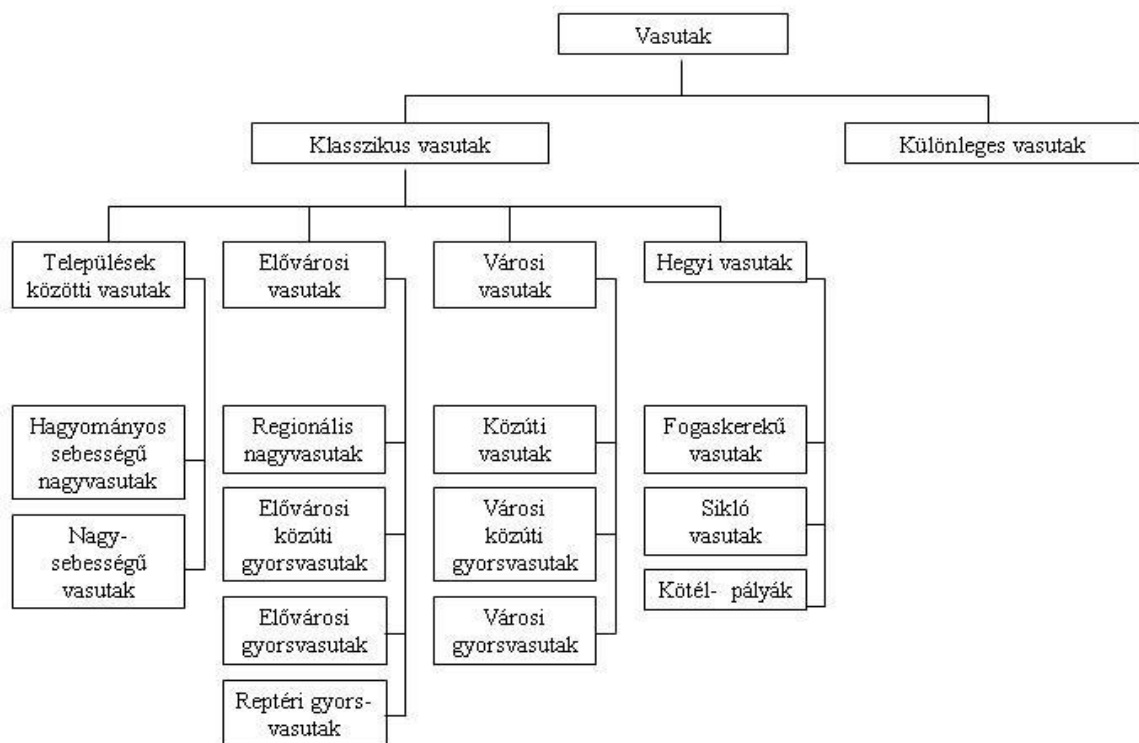 Vasutak
Klasszikus vasutak
Különleges vasutak
Települések
közötti vasutak
Elővárosi
vasutak
Városi
vasutak
Hegyi vasutak
Hagyományos
sebességű
nagyvasutak
Regionális
nagyvasutak
Közúti
vasutak
Fogaskerekű
vasutak
Nagy-
sebességű
vasutak
Elővárosi
közúti
gyorsvasutak
Városi
közúti
gyorsvasutak
Sikló
vasutak
Kötél- pályák
Elővárosi
gyorsvasutak
Városi
gyorsvasutak
Reptéri gyors-
vasutak